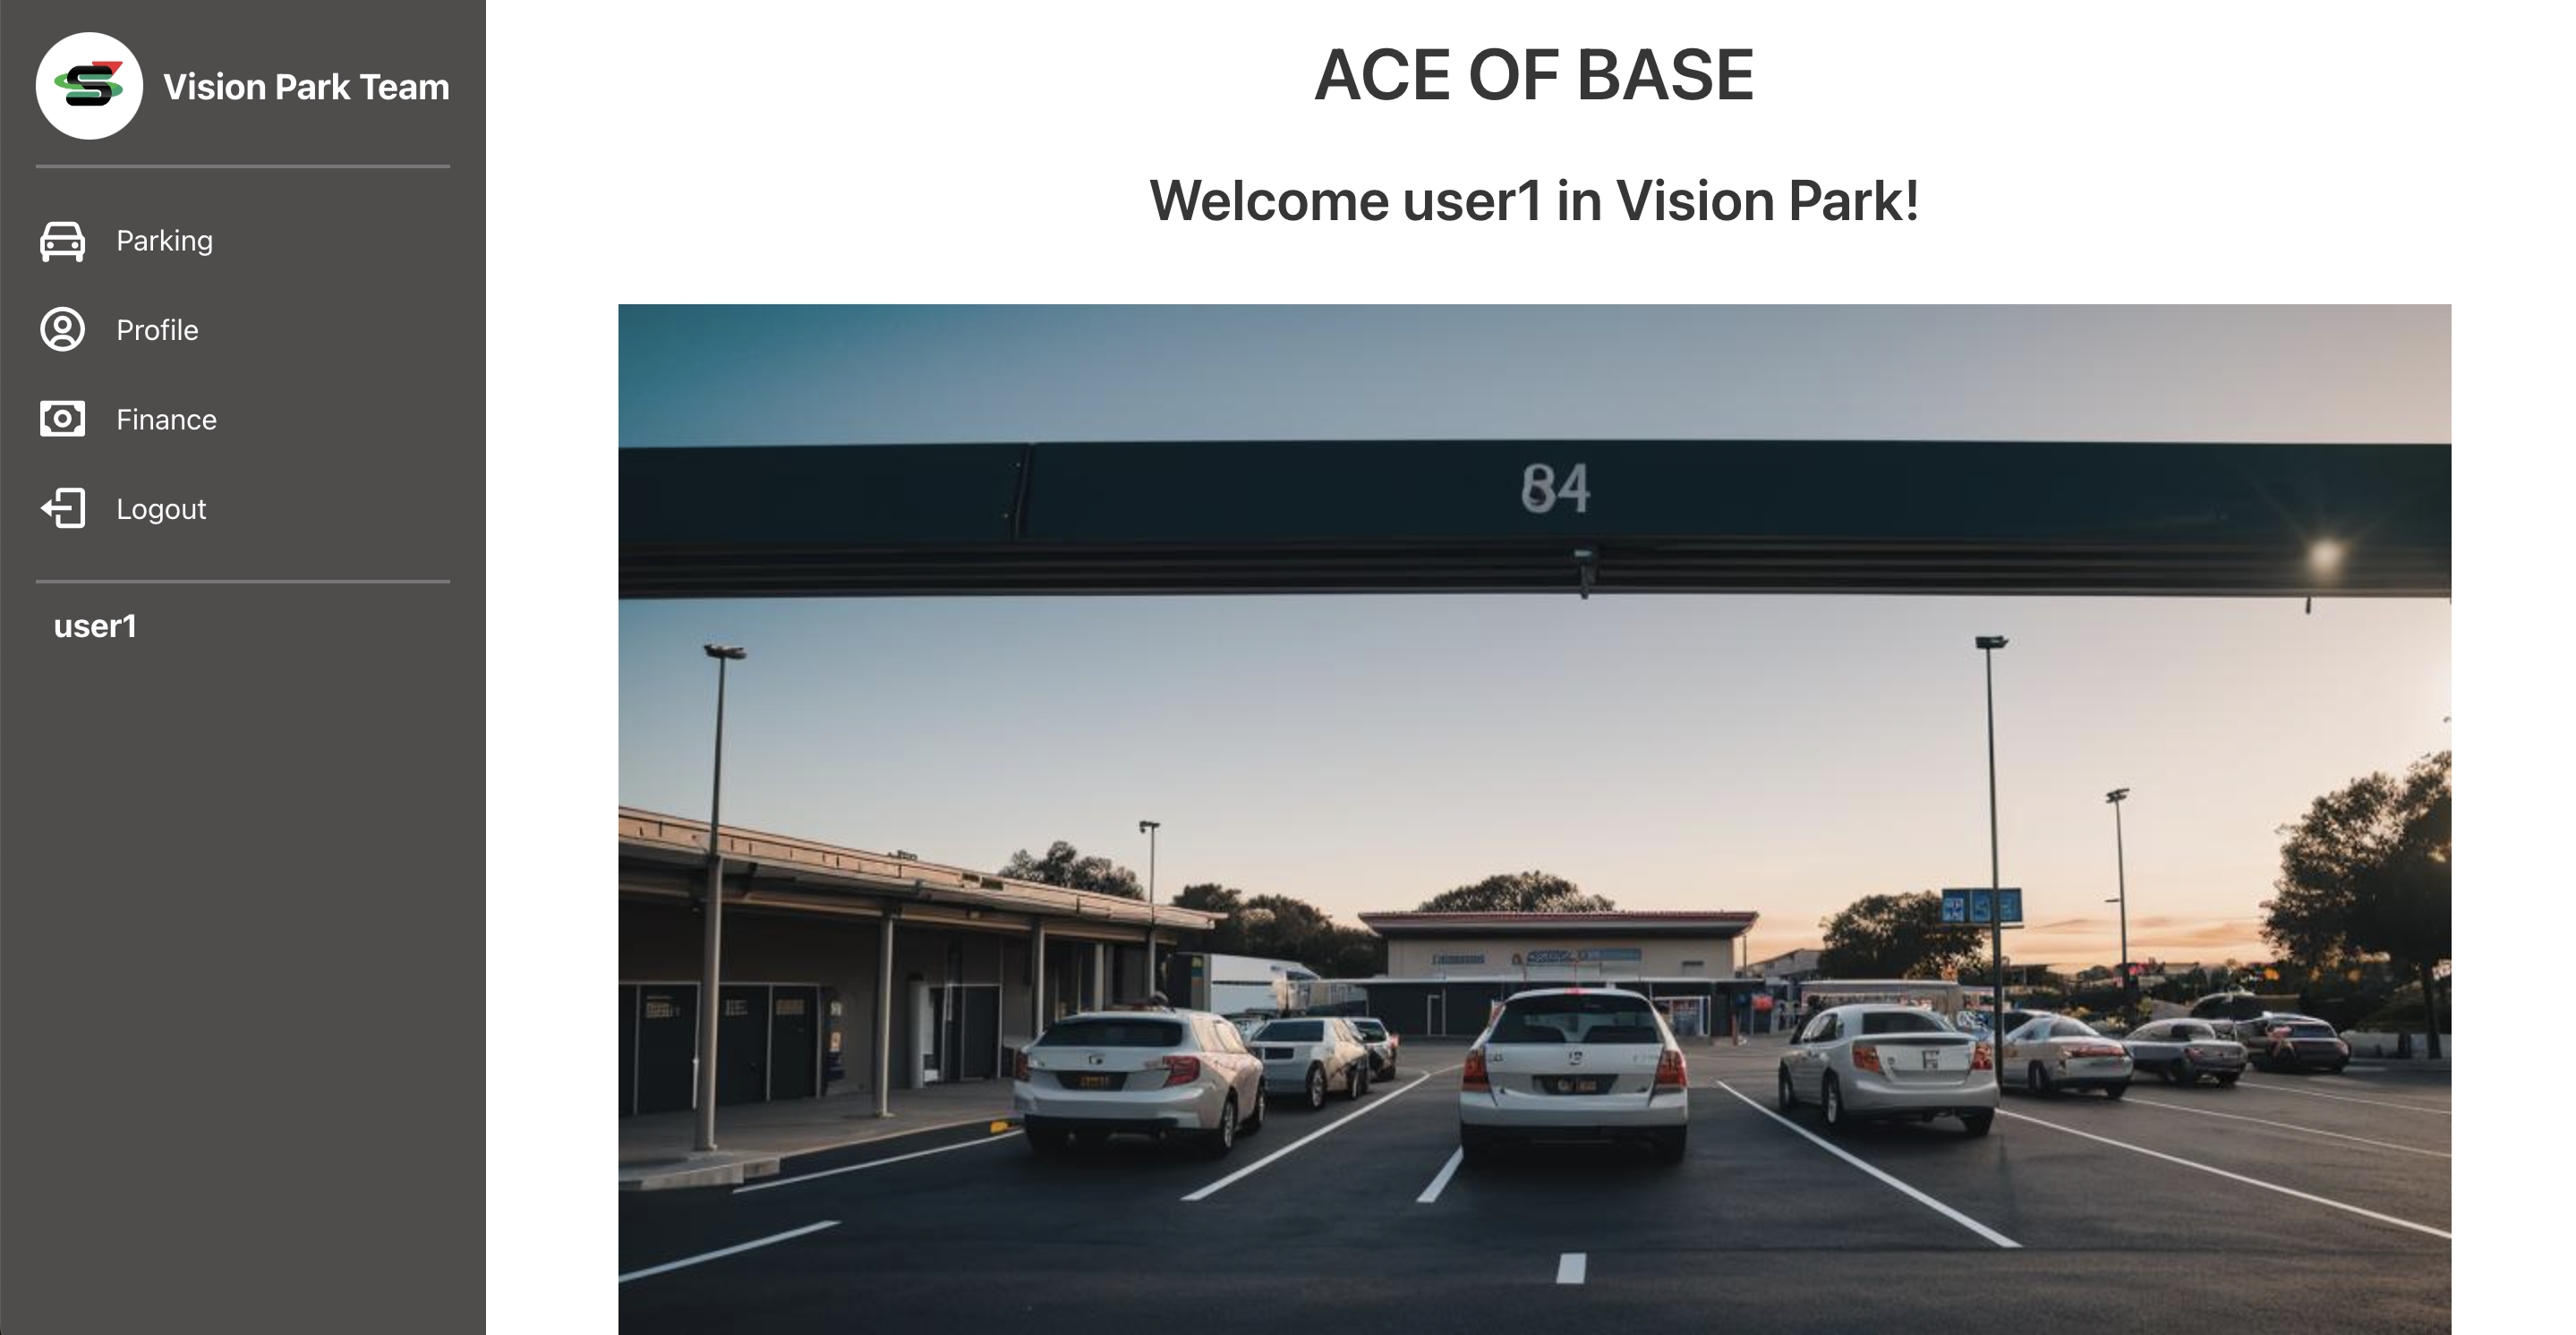 Vision Park Team
Parking
Profile
Finance
Logout
user1
ACE OF BASE
Welcome user1 in Vision Park!
84